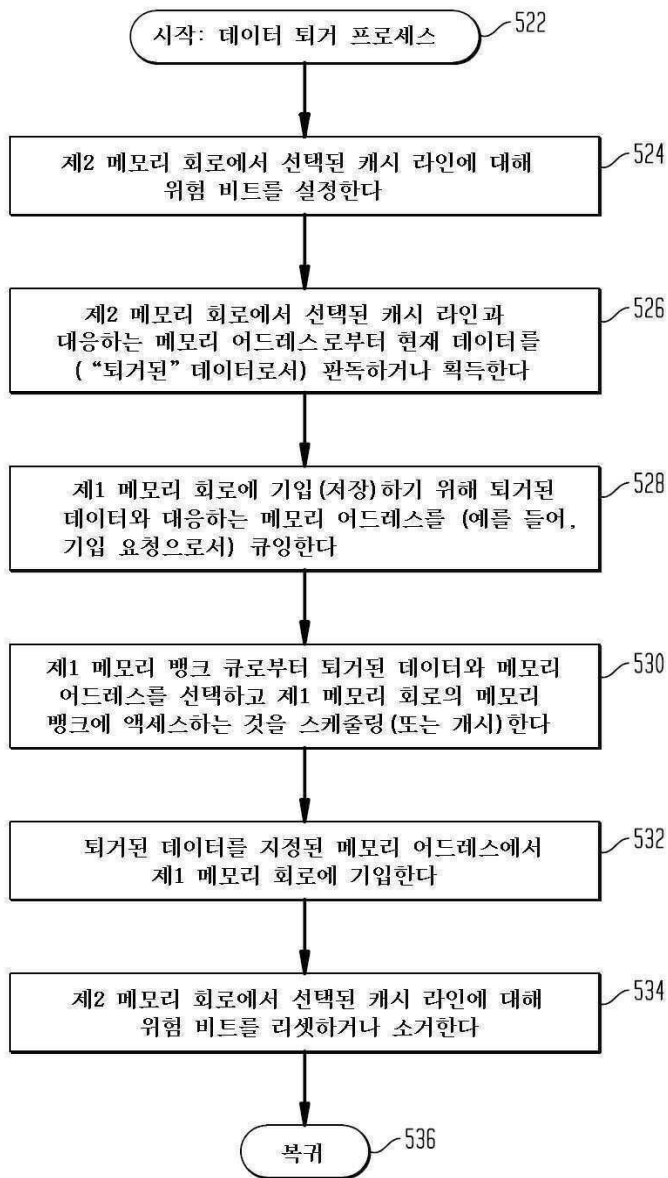 시작: 데이터 퇴거 프로세스
522
제2 메모리 회로에서 선택된 캐시 라인에 대해
위험 비트를 설정한다
524
제2 메모리 회로에서 선택된 캐시 라인과
대응하는 메모리 어드레스로부터 현재 데이터를
( “퇴거된” 데이터로서) 판독하거나 획득한다
526
제1 메모리 회로에 기입(저장)하기 위해 퇴거된
데이터와 대응하는 메모리 어드레스를 (예를 들어,
기입 요청으로서) 큐잉한다
528
제1 메모리 뱅크 큐로부터 퇴거된 데이터와 메모리
어드레스를 선택하고 제1 메모리 회로의 메모리
뱅크에 액세스하는 것을 스케줄링(또는 개시)한다
530
퇴거된 데이터를 지정된 메모리 어드레스에서
제1 메모리 회로에 기입한다
532
제2 메모리 회로에서 선택된 캐시 라인에 대해
위험 비트를 리셋하거나 소거한다
534
복귀
536